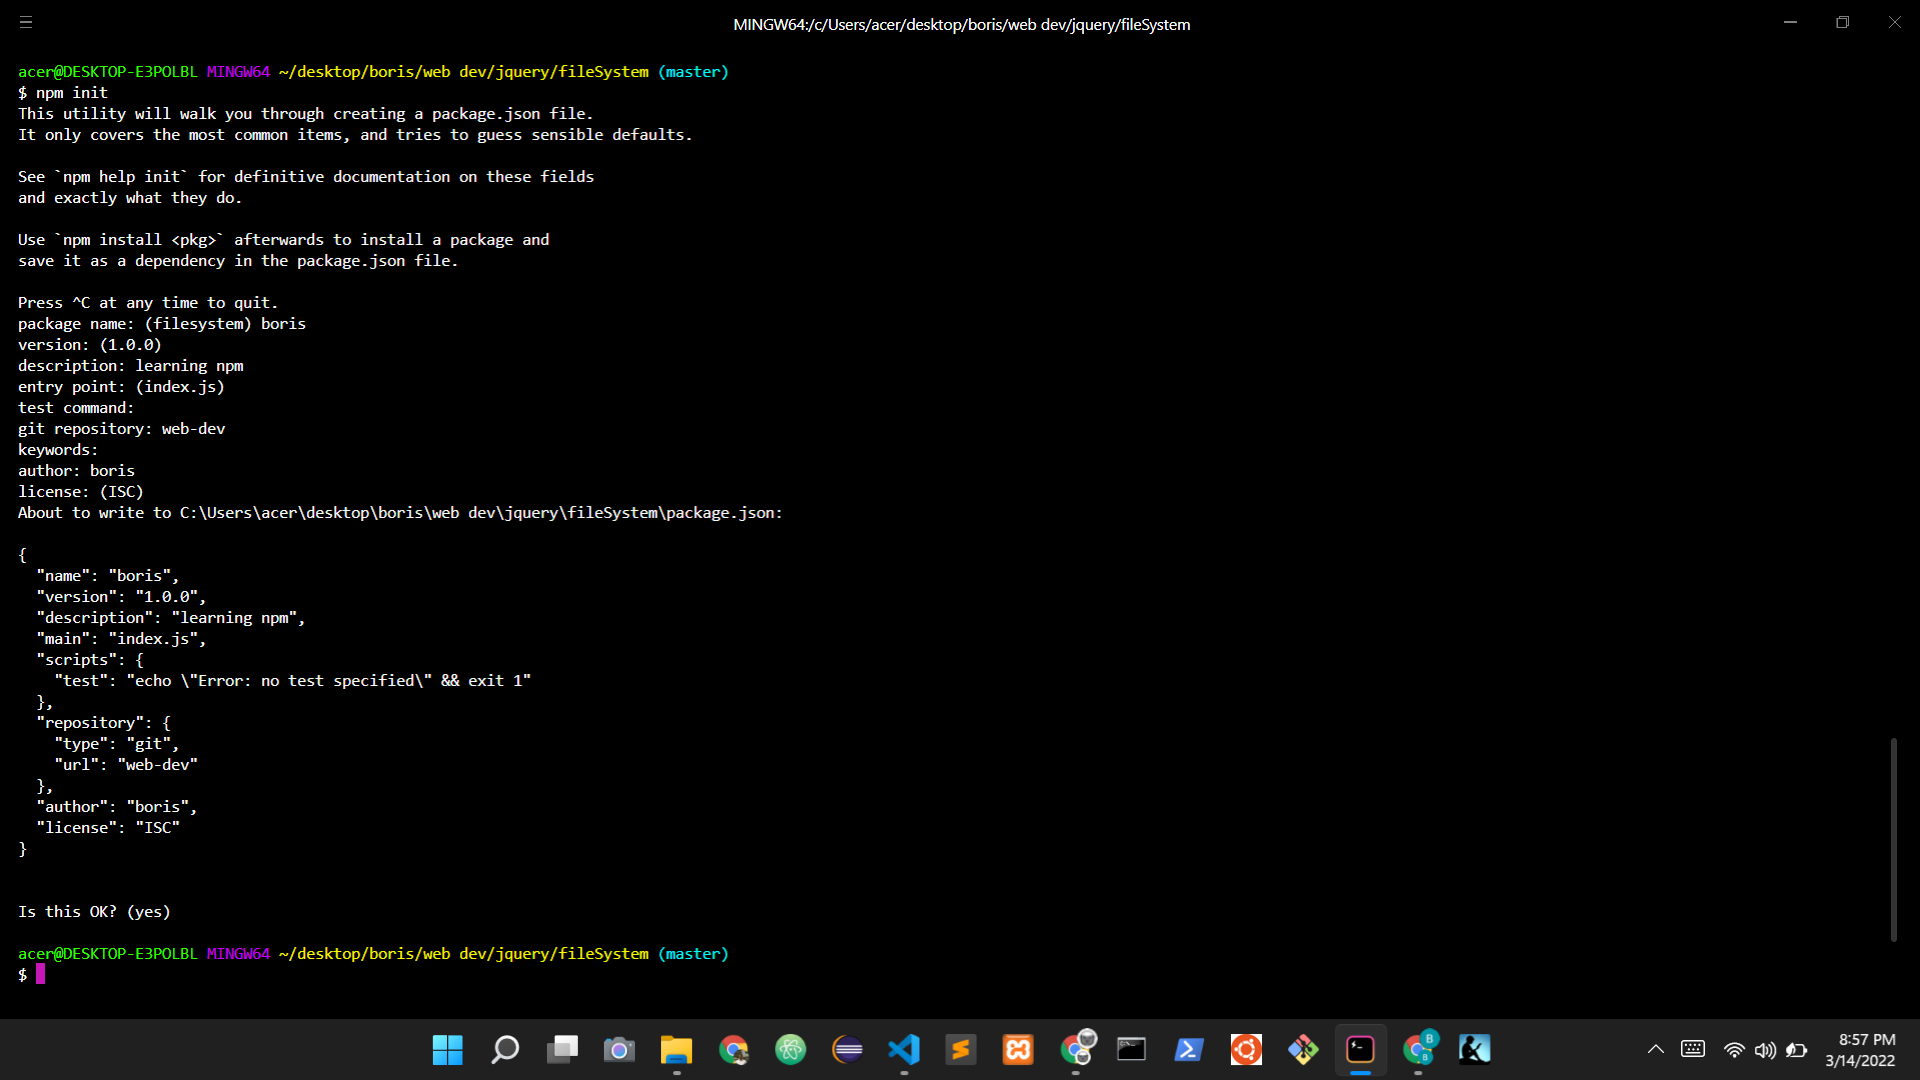 MINGW64:/c/Users/acer/desktop/boris/web dev/jquery/fileSystem
acer@DESKTOP-E3POLBL MINGW64 ~/desktop/boris/web dev/jquery/fileSystem (master)
$ npm init
This utility will walk you through creating a package.json file.
It only covers the most common items, and tries to guess sensible defaults.
See `npm help init` for definitive documentation on these fields
and exactly what they do.
Use `npm install <pkg>` afterwards to install a package and
save it as a dependency in the package.json file.
Press ^C at any time to quit.
package name: (filesystem) boris
version: (1.0.0)
description: learning npm
entry point: (index.js)
test command:
git repository: web-dev
keywords:
author: boris
license: (ISC)
About to write to C:\Users\acer\desktop\boris\web dev\jquery\fileSystem\package.json:
{
  "name": "boris",
  "version": "1.0.0",
  "description": "learning npm",
  "main": "index.js",
  "scripts": {
    "test": "echo \"Error: no test specified\" && exit 1"
  },
  "repository": {
    "type": "git",
    "url": "web-dev"
  },
  "author": "boris",
  "license": "ISC"
}
Is this OK? (yes)
acer@DESKTOP-E3POLBL MINGW64 ~/desktop/boris/web dev/jquery/fileSystem (master)
$
8:57 PM
3/14/2022